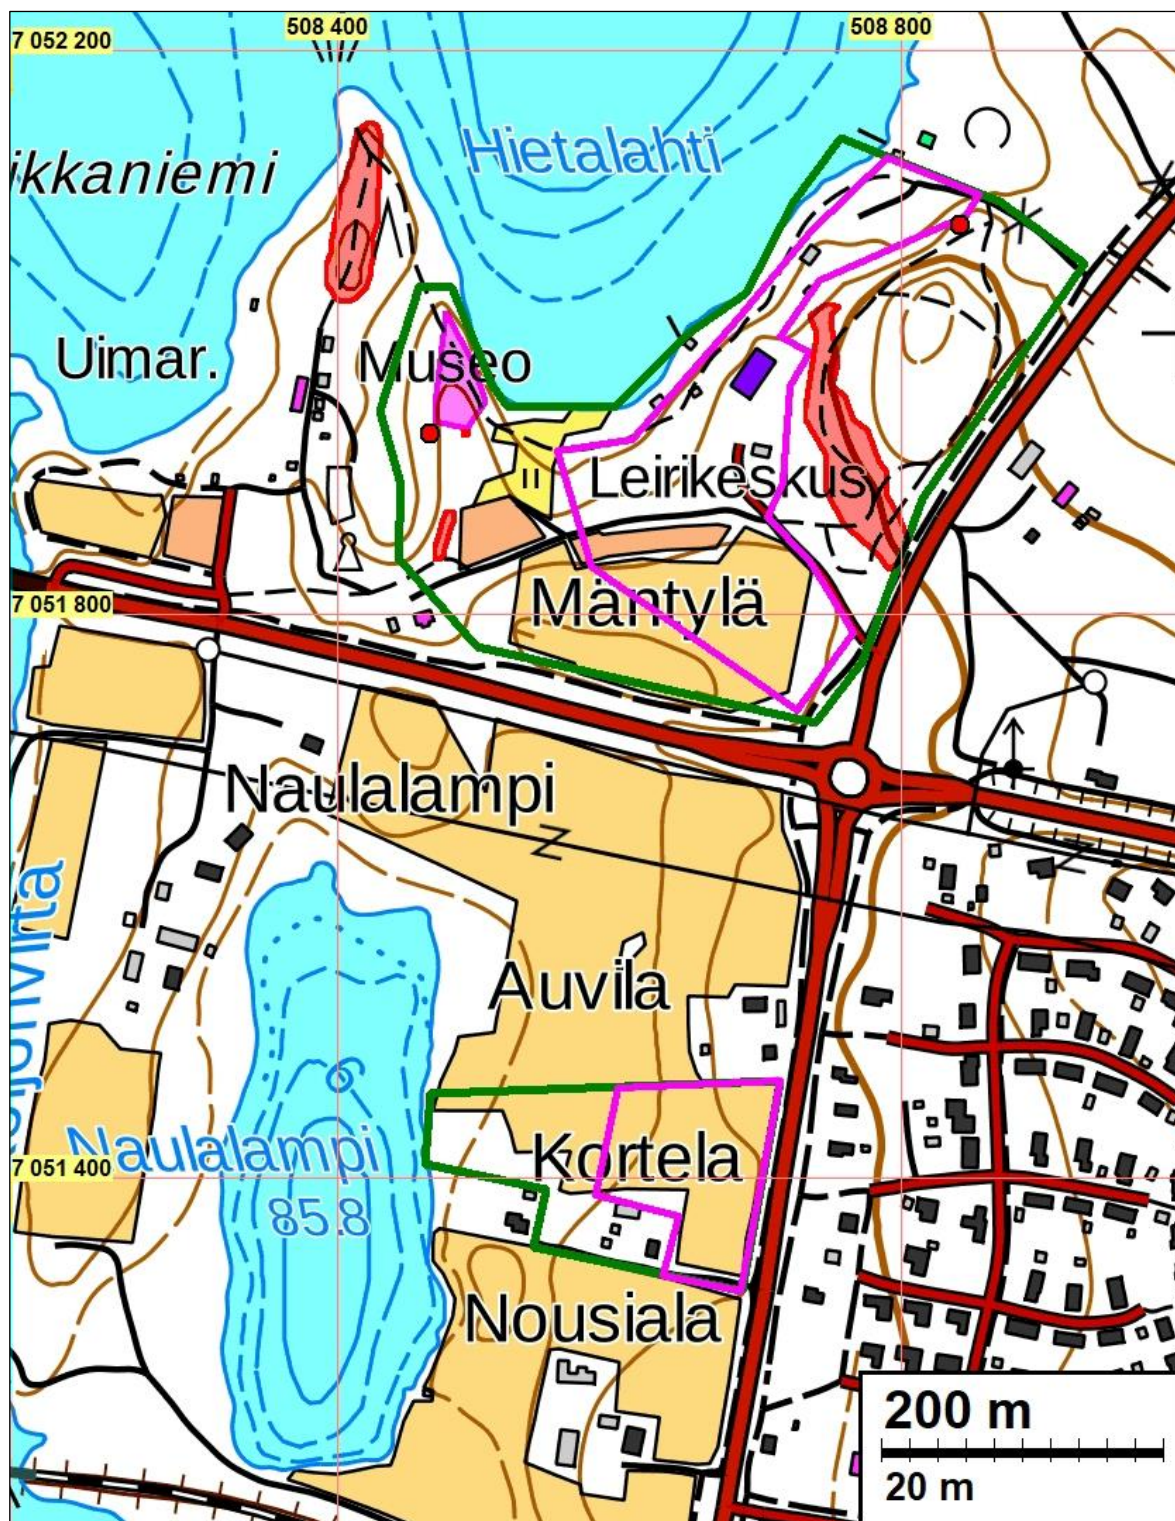 508 400
508 800
7 052 200
Hietalahti
ikkaniemi
Uimar.
Museo
Leirikeskus
II
7 051 800
Mäntylä
Naulalampi
Auvila
Kortela
7 051 400
Naulalampi
85.8
Nousiala
200 m
20 m